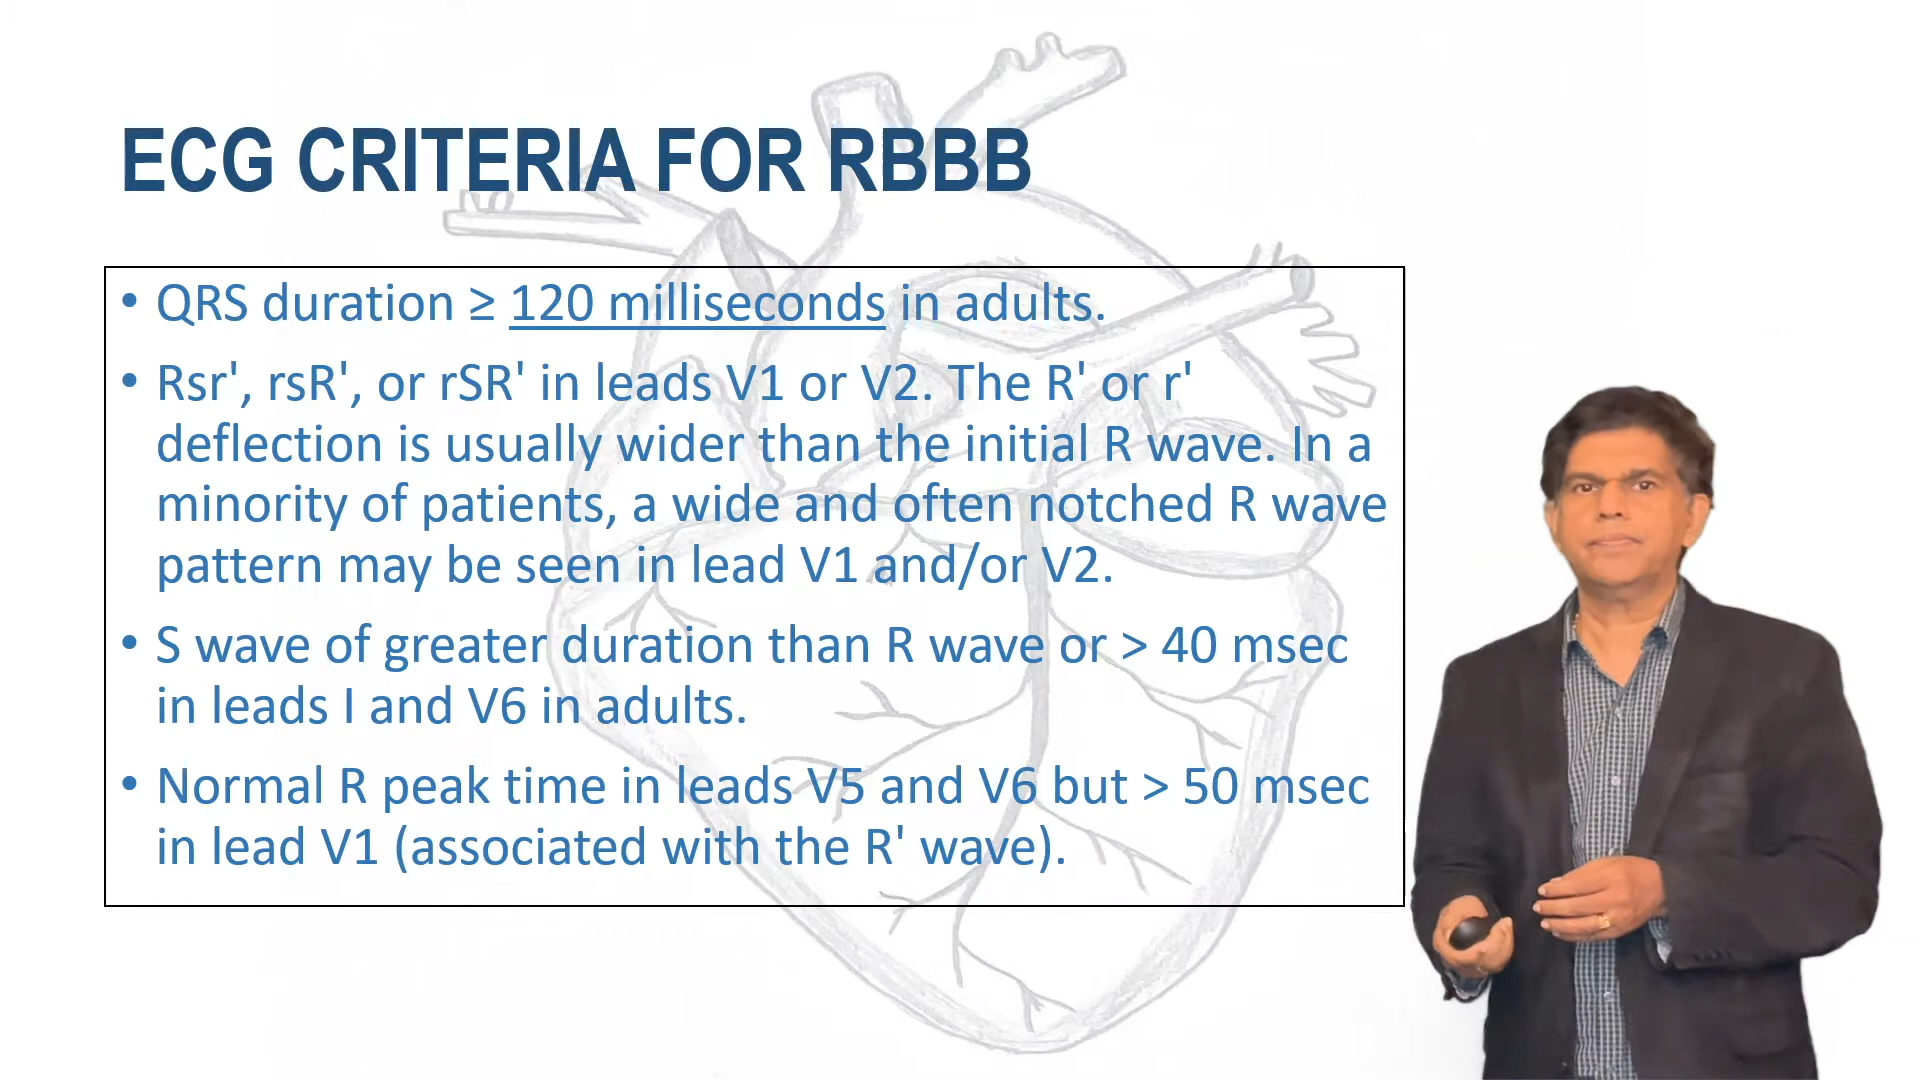 ECG CRITERIA FOR RBBB
• QRS duration ≥ 120 milliseconds in adults.
• Rsr', rsR', or rSR' in leads V1 or V2. The R' or r'
deflection is usually wider than the initial R wave. In a
minority of patients, a wide and often notched R wave
pattern may be seen in lead V1 and/or V2.
• S wave of greater duration than R wave or > 40 msec
in leads I and V6 in adults.
• Normal R peak time in leads V5 and V6 but > 50 msec
in lead V1 (associated with the R' wave).